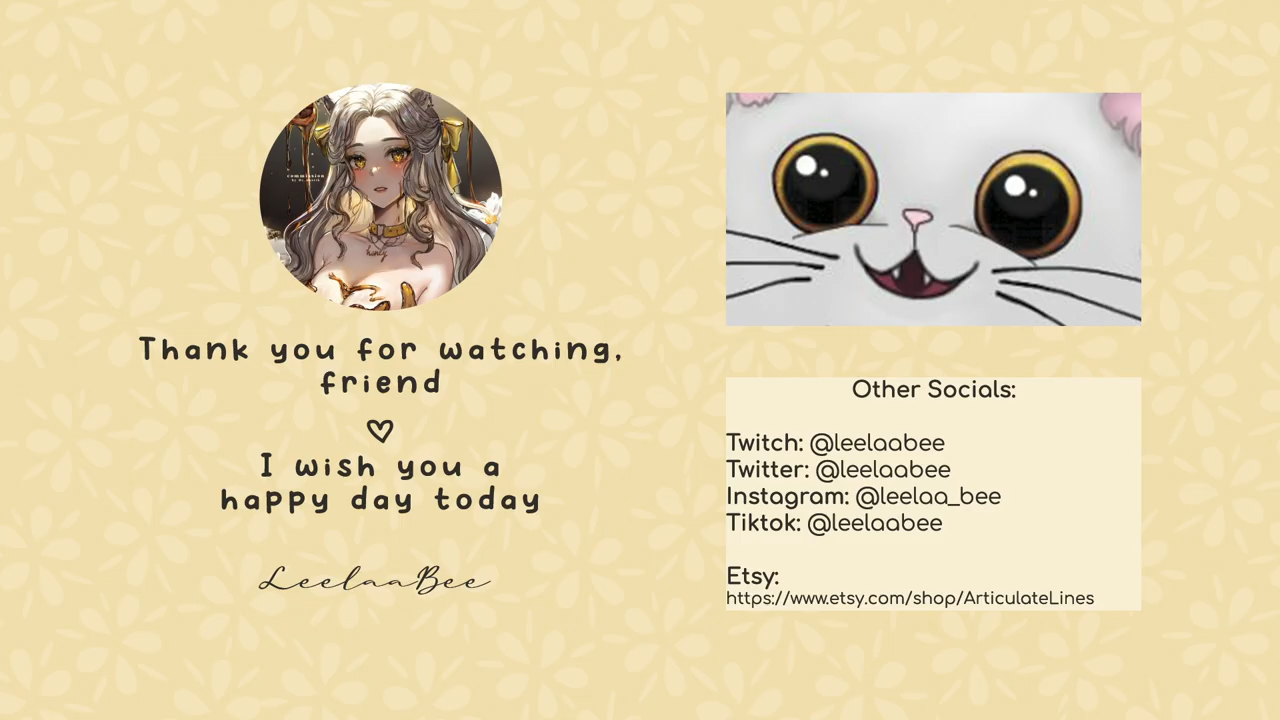 commission
Thank you for watching,
friend
I wish you a
happy day today
LeelaaBee
Other Socials:
Twitch: @leelaabee
Twitter: @leelaabee
Instagram: @leelaa_bee
Tiktok: @leelaabee
Etsy:
https://www.etsy.com/shop/ArticulateLines